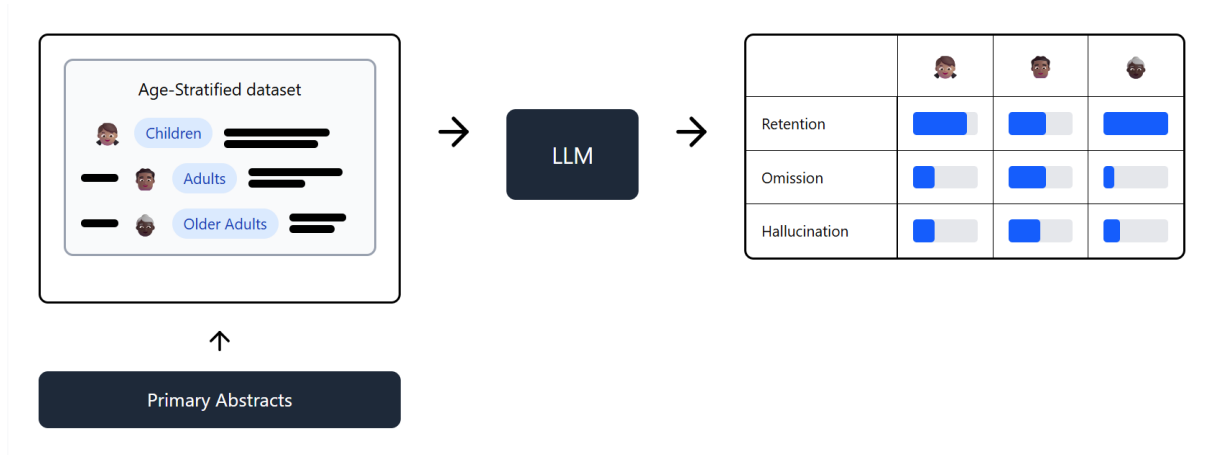 Age-Stratified dataset
Children
Adults
Older Adults
Primary Abstracts
LLM
Retention
Omission
Hallucination